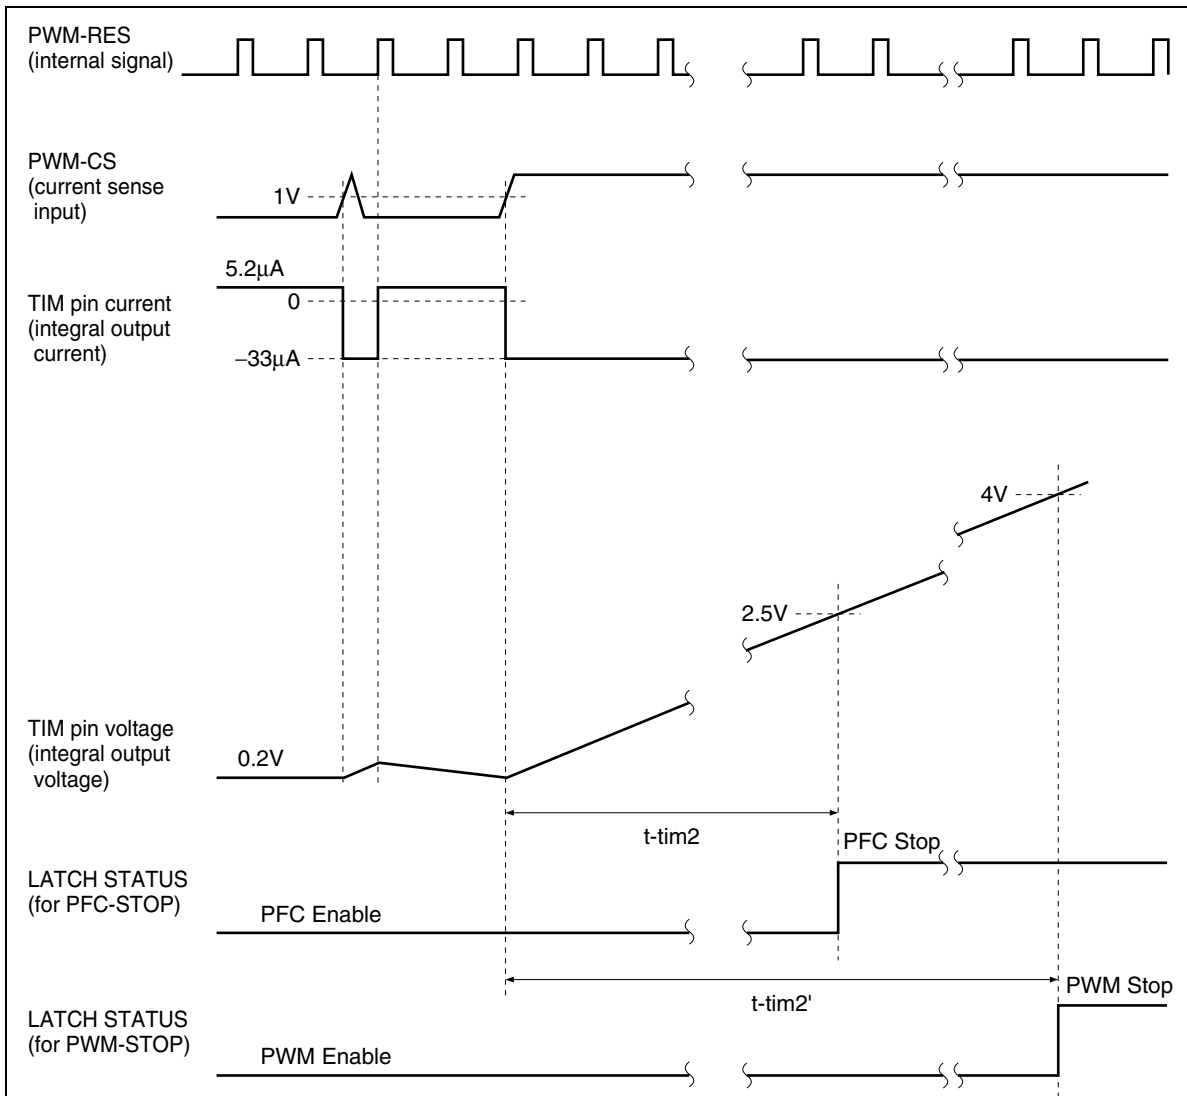 PWM-RES
(internal signal)
PWM-CS
(current sense
input)
1V
5.2μA
0
−33μA
TIM pin current
(integral output
current)
4V
2.5V
TIM pin voltage
(integral output
voltage)
0.2V
t-tim2
PFC Stop
LATCH STATUS
(for PFC-STOP)
PFC Enable
t-tim2'
PWM Stop
LATCH STATUS
(for PWM-STOP)
PWM Enable